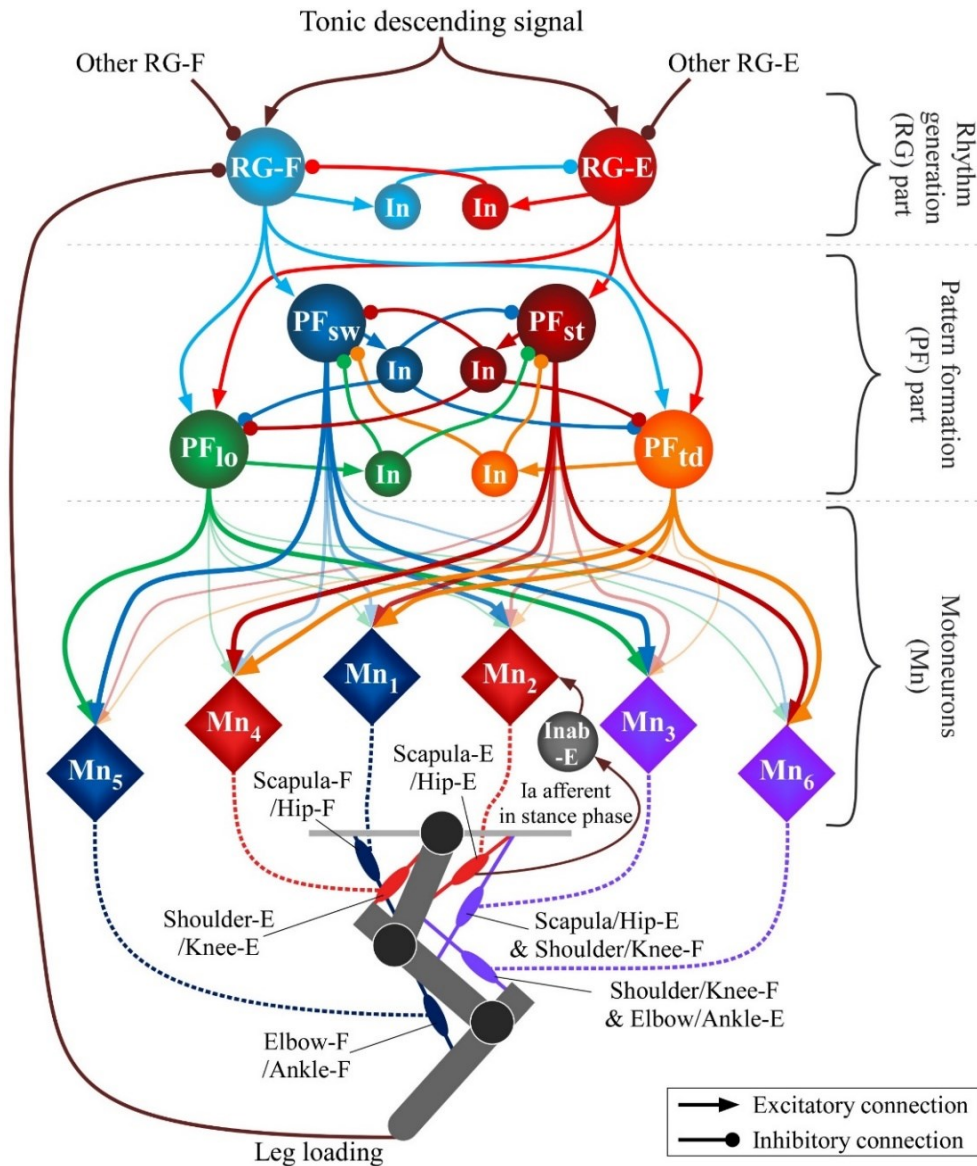 Tonic descending signal
Other RG-F
Other RG-E
RG-F
RG-E
In
In
Rhythm
generation
(RG) part
PFsw
PFst
In
In
PFlo
PFtd
In
In
Pattern formation
(PF) part
Mn1
Mn2
Mn4
Mn3
Mn5
Mn6
Inab
-E
Motoneurons
(Mn)
Scapula-F
/Hip-F
Scapula-E
/Hip-E
Ia afferent
in stance phase
Shoulder-E
/Knee-E
Scapula/Hip-E
& Shoulder/Knee-F
Shoulder/Knee-F
& Elbow/Ankle-E
Elbow-F
/Ankle-F
Leg loading
Excitatory connection
Inhibitory connection